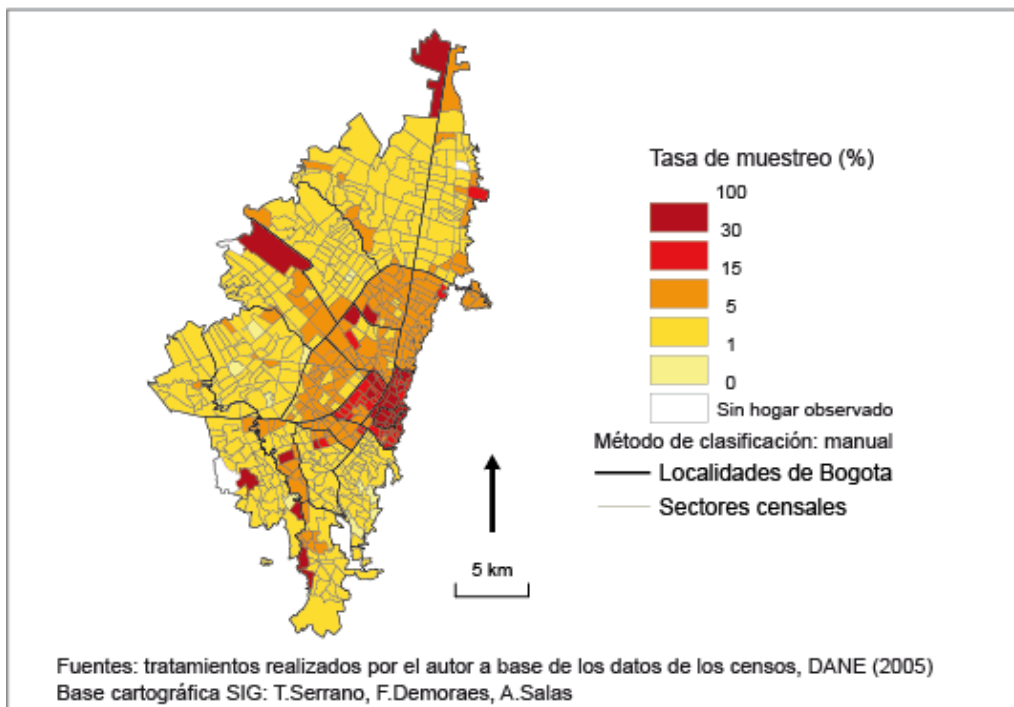 Tasa de muestreo (%)
100
30
15
5
1
0
Sin hogar observado
Método de clasificación: manual
Localidades de Bogota
Sectores censales
5 km
Fuentes: tratamientos realizados por el autor a base de los datos de los censos, DANE (2005)
Base cartográfica SIG: T.Serrano, F.Demoraes, A.Salas